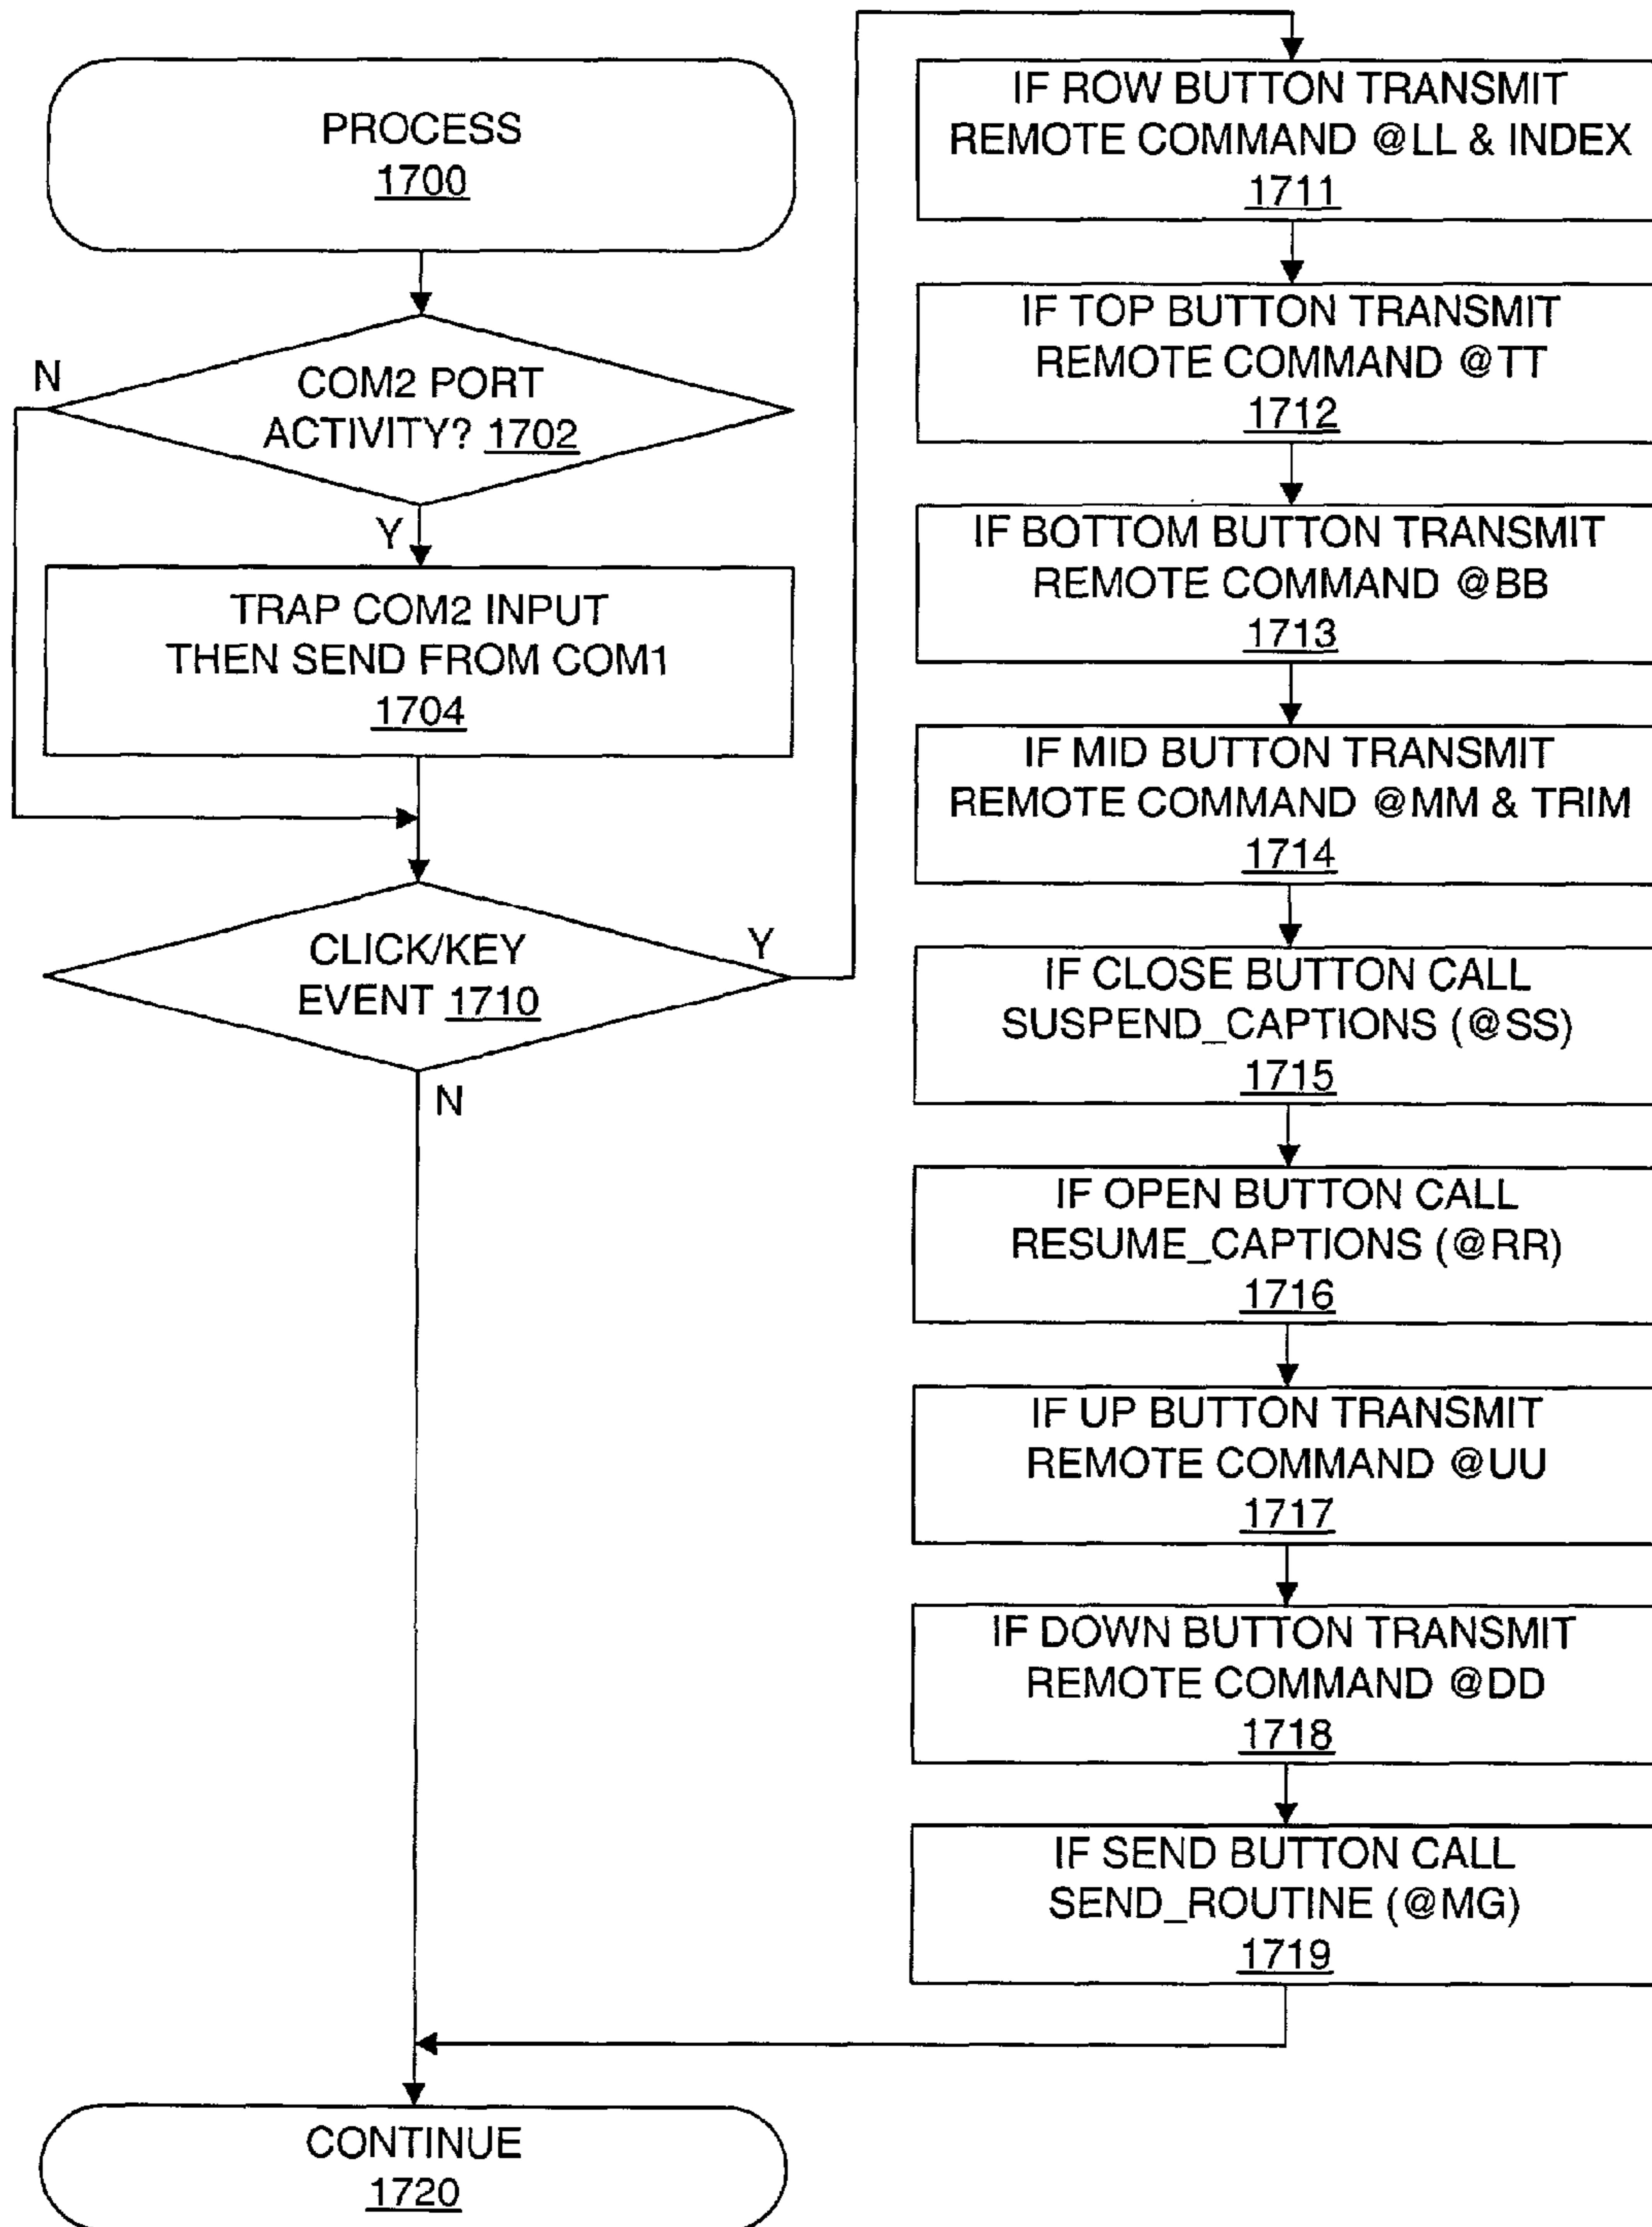 PROCESS
1700
COM2 PORT
ACTIVITY? 1702
N
Y
TRAP COM2 INPUT
THEN SEND FROM COM1
1704
CLICK/KEY
EVENT 1710
Y
N
IF ROW BUTTON TRANSMIT
REMOTE COMMAND @LL & INDEX
1711
IF TOP BUTTON TRANSMIT
REMOTE COMMAND @TT
1712
IF BOTTOM BUTTON TRANSMIT
REMOTE COMMAND @BB
1713
IF MID BUTTON TRANSMIT
REMOTE COMMAND @MM & TRIM
1714
IF CLOSE BUTTON CALL
SUSPEND_CAPTIONS (@SS)
1715
IF OPEN BUTTON CALL
RESUME_CAPTIONS (@RR)
1716
IF UP BUTTON TRANSMIT
REMOTE COMMAND @UU
1717
IF DOWN BUTTON TRANSMIT
REMOTE COMMAND @DD
1718
IF SEND BUTTON CALL
SEND_ROUTINE (@MG)
1719
CONTINUE
1720